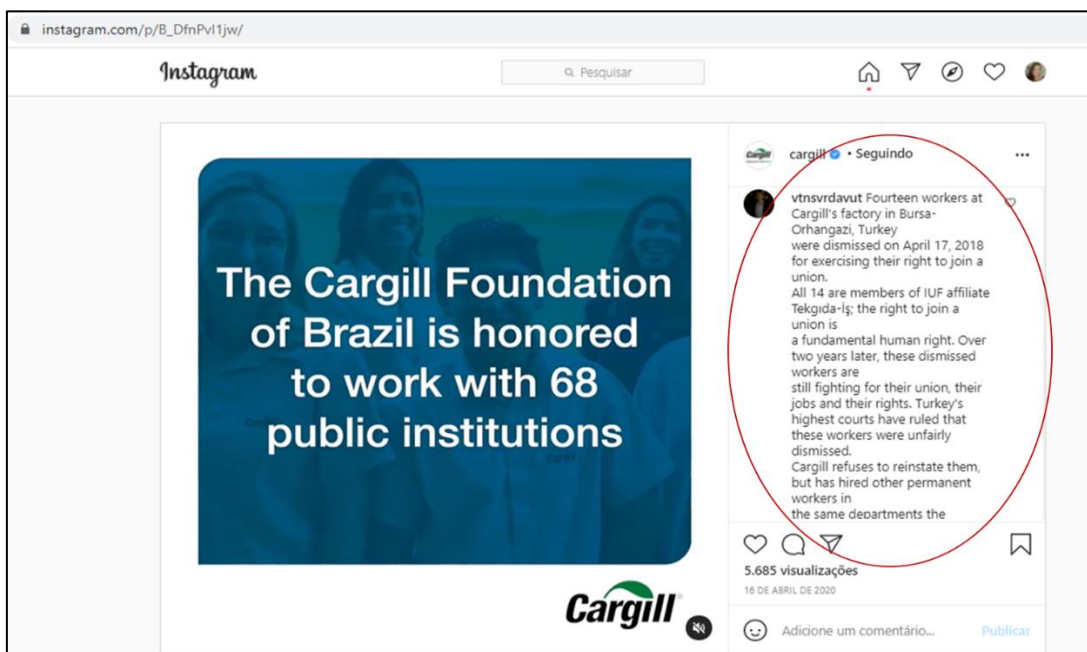 instagram.com/p/B_DfnPvl1jw/
Instagram
Pesquisar
The Cargill Foundation
of Brazil is honored
to work with 68
public institutions
Cargill
cargill • Seguindo
vtnsvrdavut Fourteen workers at
Cargill's factory in Bursa-
Orhangazi, Turkey
were dismissed on April 17, 2018
for exercising their right to join a
union.
All 14 are members of IUF affiliate
Tekgıda-İş; the right to join a
union is
a fundamental human right. Over
two years later, these dismissed
workers are
still fighting for their union, their
jobs and their rights. Turkey's
highest courts have ruled that
these workers were unfairly
dismissed.
Cargill refuses to reinstate them,
but has hired other permanent
workers in
the same departments the
5.685 visualizações
16 DE ABRIL DE 2020
Adicione um comentário...
Publicar